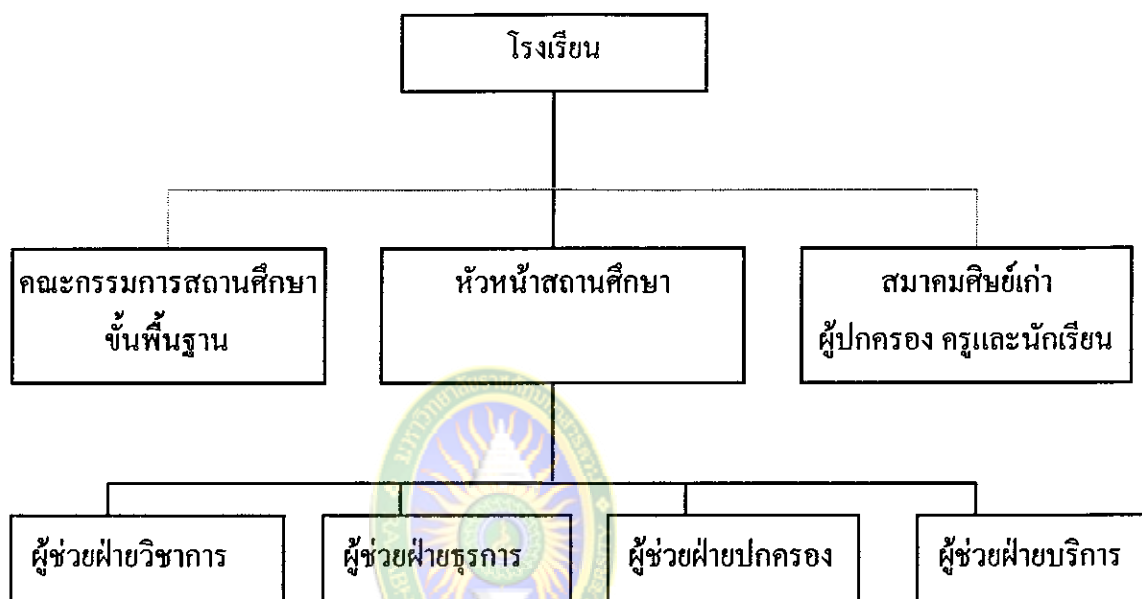 โรงเรียน
คณะกรรมการสถานศึกษา
ขั้นพื้นฐาน
หัวหน้าสถานศึกษา
สมาคมศิษย์เก่า
ผู้ปกครอง ครูและนักเรียน
ผู้ช่วยฝ่ายวิชาการ
ผู้ช่วยฝ่ายธุรการ
ผู้ช่วยฝ่ายปกครอง
ผู้ช่วยฝ่ายบริการ